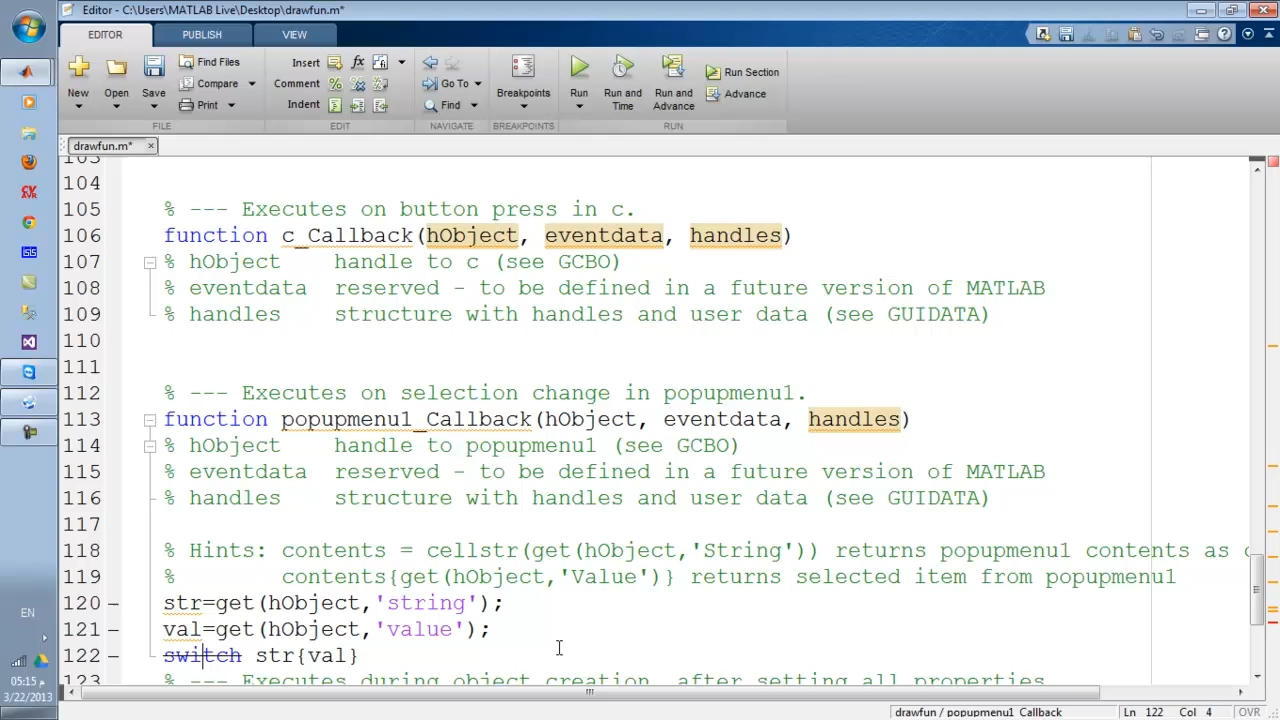 Editor - C:\Users\MATLAB Live\Desktop\drawfun.m*
EDITOR PUBLISH VIEW
New Open Save Find Files Compare Print
Insert Comment Indent
Go To Find
Breakpoints
Run Run and Time Run and Advance Run Section Advance
FILE EDIT NAVIGATE BREAKPOINTS RUN
drawfun.m*
103
104
105 % --- Executes on button press in c.
106 function c_Callback(hObject, eventdata, handles)
107 % hObject    handle to c (see GCBO)
108 % eventdata  reserved - to be defined in a future version of MATLAB
109 % handles    structure with handles and user data (see GUIDATA)
110
111
112 % --- Executes on selection change in popupmenu1.
113 function popupmenu1_Callback(hObject, eventdata, handles)
114 % hObject    handle to popupmenu1 (see GCBO)
115 % eventdata  reserved - to be defined in a future version of MATLAB
116 % handles    structure with handles and user data (see GUIDATA)
117
118 % Hints: contents = cellstr(get(hObject,'String')) returns popupmenu1 contents as c
119 %        contents{get(hObject,'Value')} returns selected item from popupmenu1
120 str=get(hObject,'string');
121 val=get(hObject,'value');
122 switch str{val}
% --- Executes during object creation, after setting all properties
drawfun / popupmenu1_Callback Ln 122 Col 4 OVR
EN
05:15 م
3/22/2013